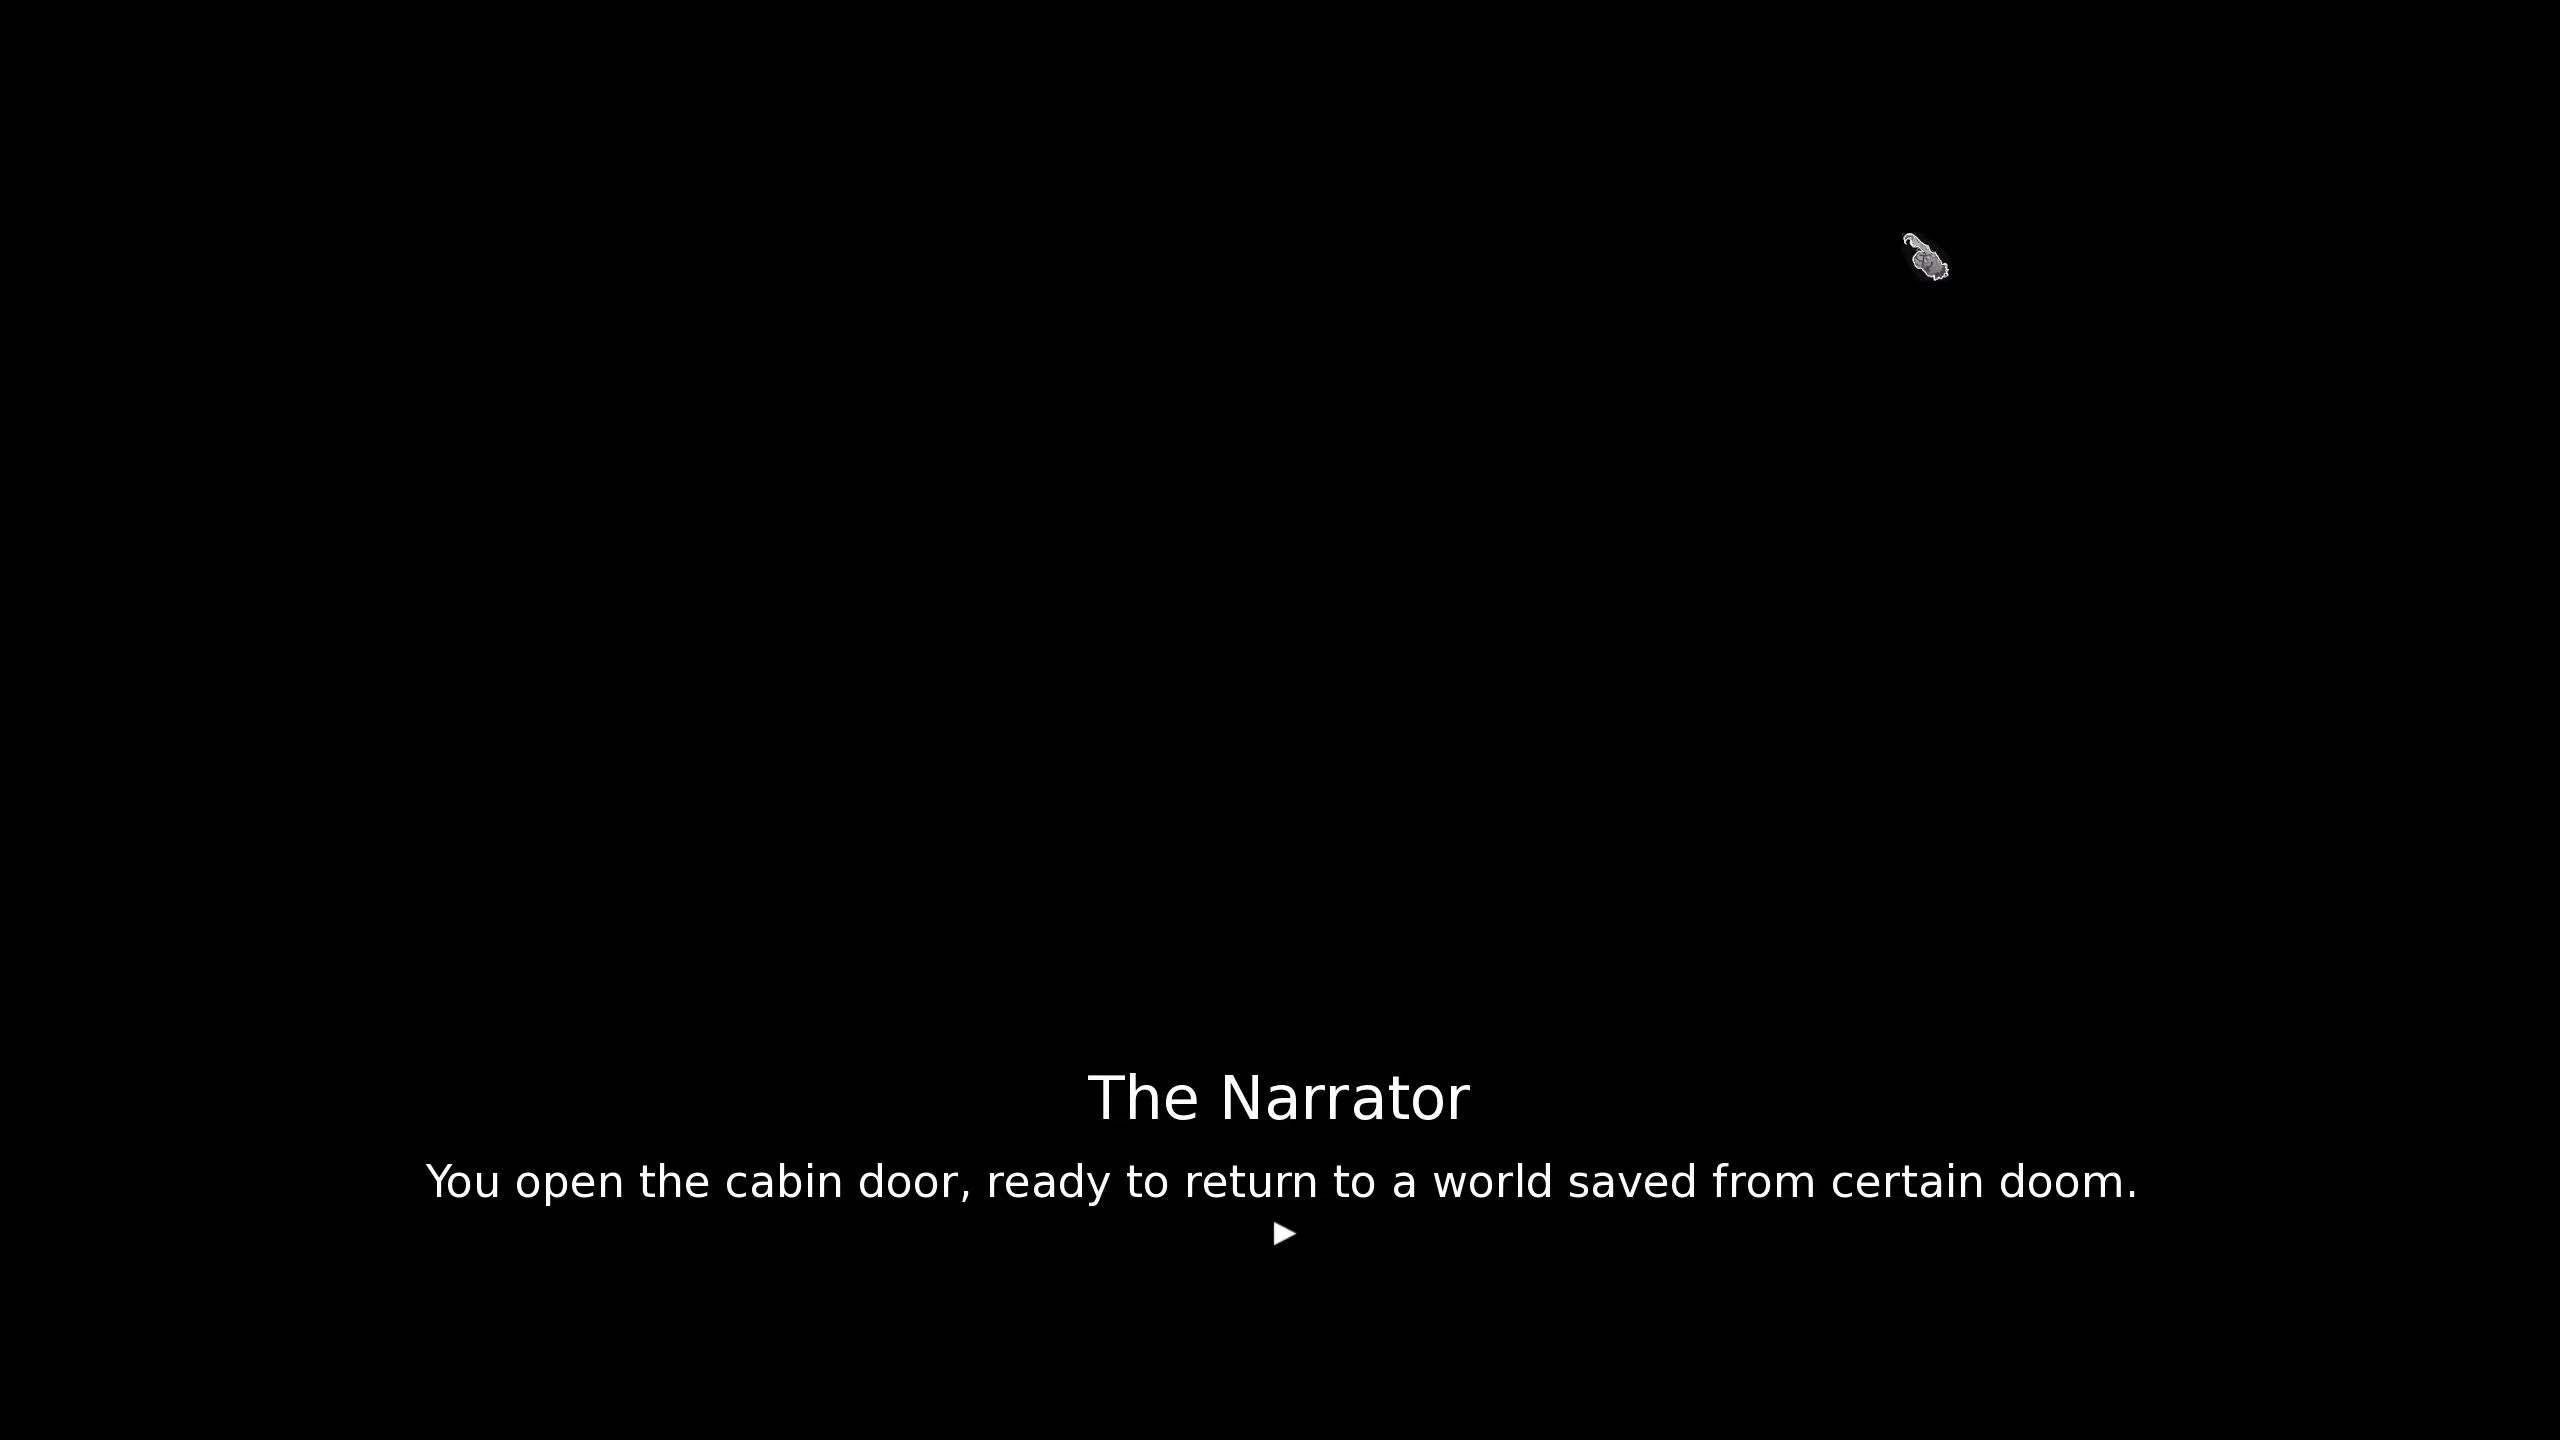 The Narrator
You open the cabin door, ready to return to a world saved from certain doom.